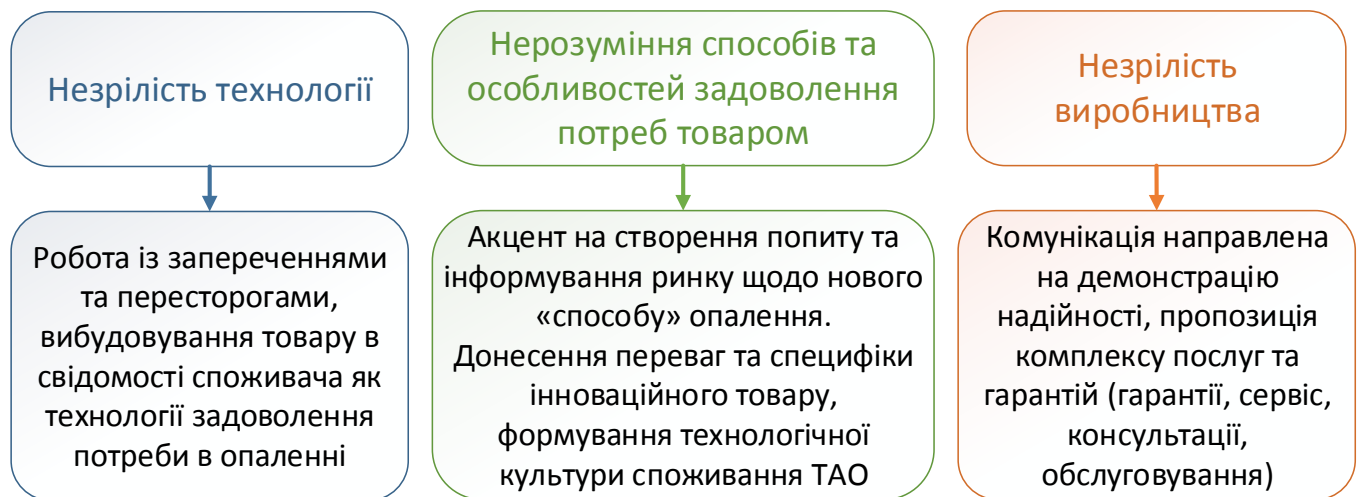 Незрілість технології
Нерозуміння способів та
особливостей задоволення
потреб товаром
Незрілість
виробництва
Робота із запереченнями
та пересторогами,
вибудовування товару в
свідомості споживача як
технології задоволення
потреби в опаленні
Акцент на створення попиту та
інформування ринку щодо нового
«способу» опалення.
Донесення переваг та специфіки
інноваційного товару,
формування технологічної
культури споживання ТАО
Комунікація направлена
на демонстрацію
надійності, пропозиція
комплексу послуг та
гарантій (гарантії, сервіс,
консультації,
обслуговування)